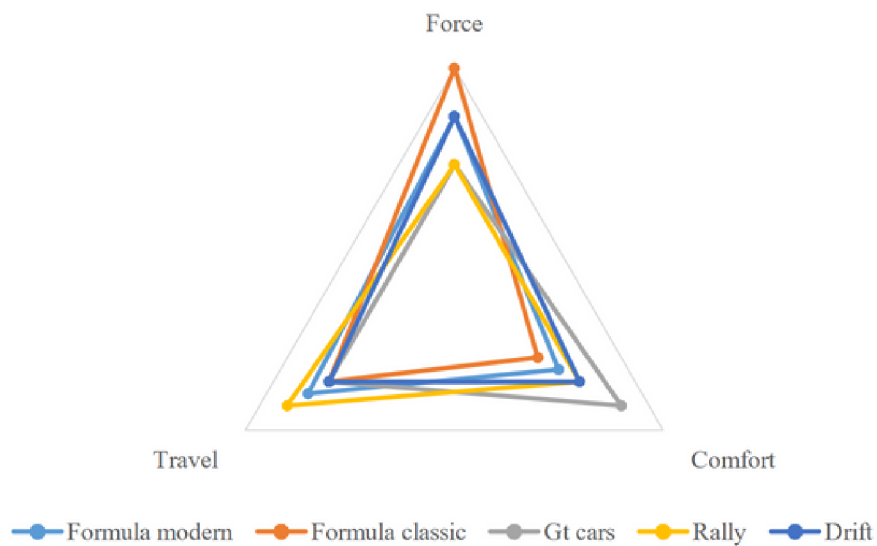 Force
Travel
Comfort
Formula modern
Formula classic
Gt cars
Rally
Drift